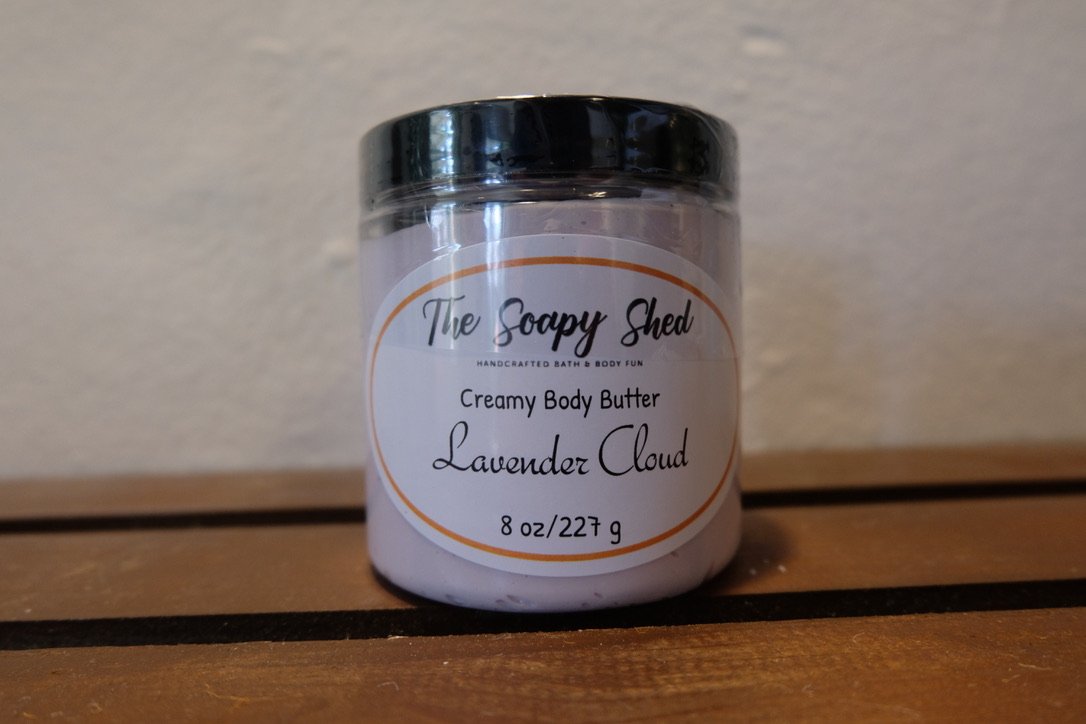 The Soapy Shed
HANDCRAFTED BATH & BODY FUN
Creamy Body Butter
Lavender Cloud
8 oz/227 g